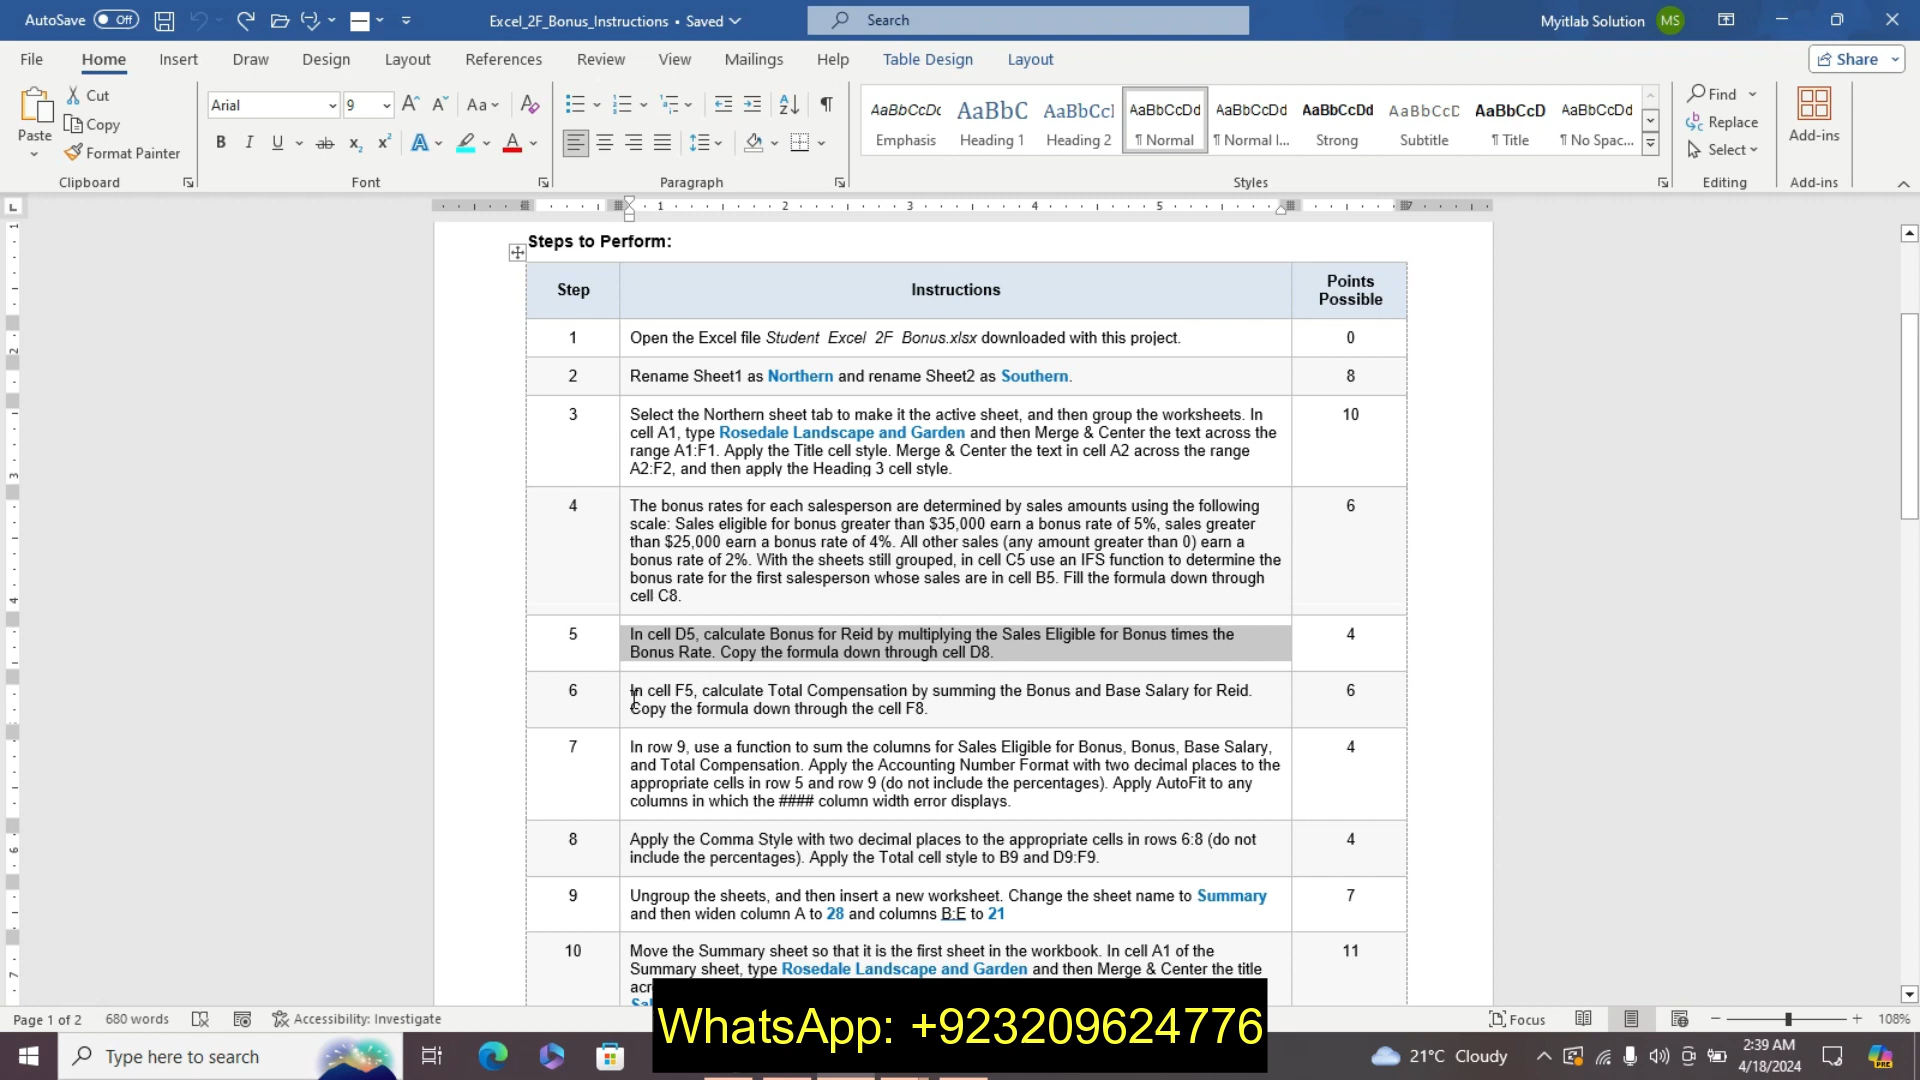 AutoSave Off
Excel_2F_Bonus_Instructions • Saved
Search
Myitlab Solution MS
File Home Insert Draw Design Layout References Review View Mailings Help Table Design Layout Share
Paste Cut
Copy
Format Painter
Clipboard
Arial 9
Font
Paragraph
AaBbCcDc AaBbC AaBbCcI AaBbCcDd AaBbCcDd AaBbCcDd AaBbCcD AaBbCcD AaBbCcDd
Emphasis Heading 1 Heading 2 ¶ Normal ¶ Normal I... Strong Subtitle ¶ Title ¶ No Spac...
Styles
Find
Replace
Select
Editing
Add-ins
Add-ins
1 2 3 4 5 7
Steps to Perform:
Step Instructions Points Possible
1 Open the Excel file Student Excel 2F Bonus.xlsx downloaded with this project. 0
2 Rename Sheet1 as Northern and rename Sheet2 as Southern. 8
3 Select the Northern sheet tab to make it the active sheet, and then group the worksheets. In 10
cell A1, type Rosedale Landscape and Garden and then Merge & Center the text across the
range A1:F1. Apply the Title cell style. Merge & Center the text in cell A2 across the range
A2:F2, and then apply the Heading 3 cell style.
4 The bonus rates for each salesperson are determined by sales amounts using the following 6
scale: Sales eligible for bonus greater than $35,000 earn a bonus rate of 5%, sales greater
than $25,000 earn a bonus rate of 4%. All other sales (any amount greater than 0) earn a
bonus rate of 2%. With the sheets still grouped, in cell C5 use an IFS function to determine the
bonus rate for the first salesperson whose sales are in cell B5. Fill the formula down through
cell C8.
5 In cell D5, calculate Bonus for Reid by multiplying the Sales Eligible for Bonus times the 4
Bonus Rate. Copy the formula down through cell D8.
6 In cell F5, calculate Total Compensation by summing the Bonus and Base Salary for Reid. 6
Copy the formula down through the cell F8.
7 In row 9, use a function to sum the columns for Sales Eligible for Bonus, Bonus, Base Salary, 4
and Total Compensation. Apply the Accounting Number Format with two decimal places to the
appropriate cells in row 5 and row 9 (do not include the percentages). Apply AutoFit to any
columns in which the #### column width error displays.
8 Apply the Comma Style with two decimal places to the appropriate cells in rows 6:8 (do not 4
include the percentages). Apply the Total cell style to B9 and D9:F9.
9 Ungroup the sheets, and then insert a new worksheet. Change the sheet name to Summary 7
and then widen column A to 28 and columns B:E to 21
10 Move the Summary sheet so that it is the first sheet in the workbook. In cell A1 of the 11
Summary sheet, type Rosedale Landscape and Garden and then Merge & Center the title
WhatsApp: +923209624776
Page 1 of 2 680 words Accessibility: Investigate Focus 108%
Type here to search
21°C Cloudy
2:39 AM
4/18/2024